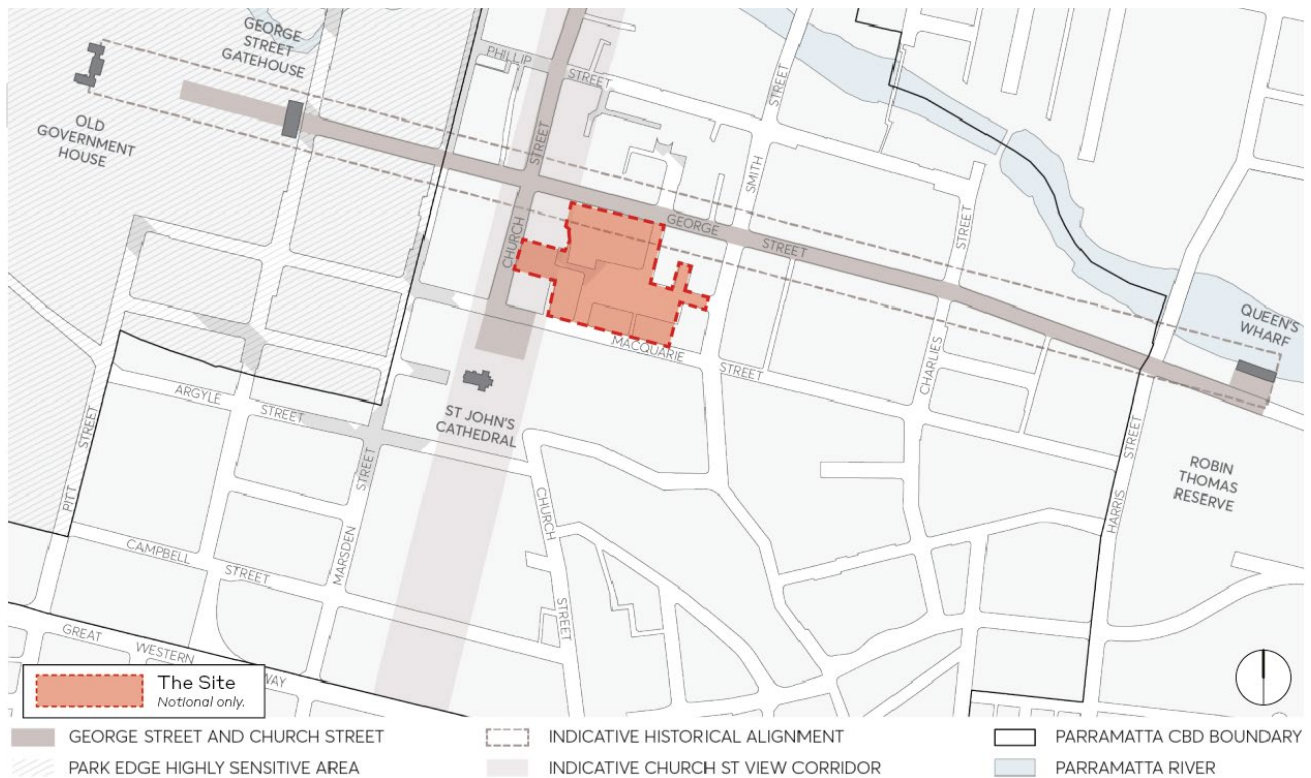 GEORGE
STREET
GATEHOUSE
OLD
GOVERNMENT
HOUSE
PHILLIP
STREET
STREET
SMITH
STREET
CHURCH
GEORGE
STREET
STREET
CHARLES
MACQUARIE
STREET
QUEEN'S
WHARF
ST JOHN'S
CATHEDRAL
ARGYLE
STREET
STREET
PITT
STREET
MARSDEN
CHURCH
STREET
STREET
HARRIS
ROBIN
THOMAS
RESERVE
CAMPBELL
STREET
GREAT
WESTERN
WAY
The Site
Notional only.
GEORGE STREET AND CHURCH STREET
INDICATIVE HISTORICAL ALIGNMENT
PARRAMATTA CBD BOUNDARY
PARK EDGE HIGHLY SENSITIVE AREA
INDICATIVE CHURCH ST VIEW CORRIDOR
PARRAMATTA RIVER